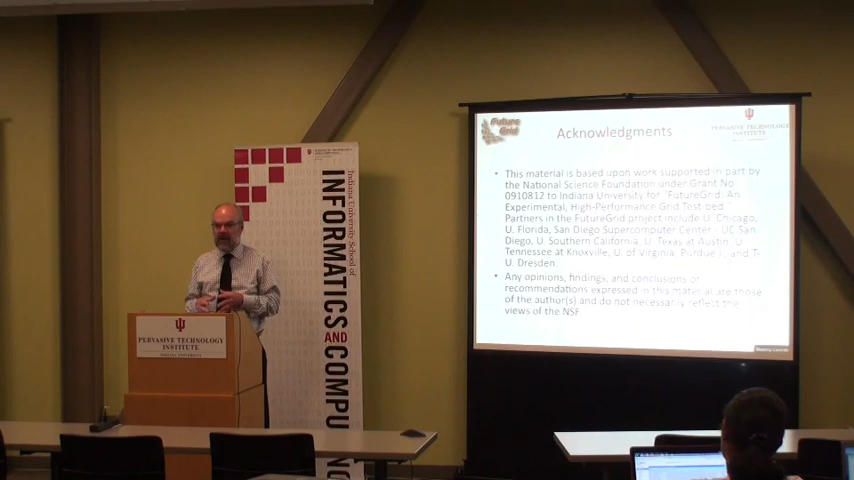 Future
Grid
Acknowledgments
PERVASIVE TECHNOLOGY
INSTITUTE
• This material is based upon work supported in part by
the National Science Foundation under Grant No
0910812 to Indiana University for "FutureGrid: An
Experimental, High-Performance Grid Test-bed."
Partners in the FutureGrid project include U. Chicago,
U. Florida, San Diego Supercomputer Center - UC San
Diego, U. Southern California, U. Texas at Austin, U.
Tennessee at Knoxville, U. of Virginia, Purdue I., and T-
U. Dresden.
• Any opinions, findings, and conclusions or
recommendations expressed in this material are those
of the author(s) and do not necessarily reflect the
views of the NSF
Indiana University School of
INFORMATICS AND COMPU NG
PERVASIVE TECHNOLOGY
INSTITUTE
INDIANA UNIVERSITY